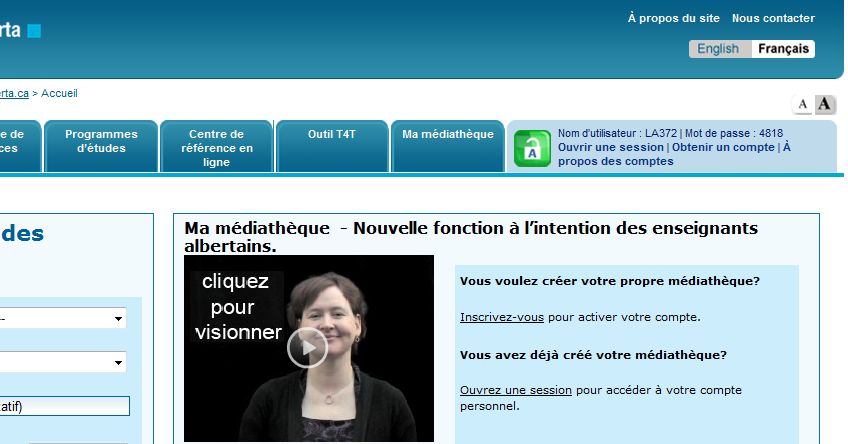 rta
À propos du site Nous contacter
English Français
rta.ca > Accueil
A A
e de
ces
Programmes
d'études
Centre de
référence en
ligne
Outil T4T
Ma médiathèque
A
Nom d'utilisateur : LA372 | Mot de passe : 4818
Ouvrir une session | Obtenir un compte | À
propos des comptes
des
--
atif)
Ma médiathèque - Nouvelle fonction à l’intention des enseignants
albertains.
cliquez
pour
visionner
Vous voulez créer votre propre médiathèque?
Inscrivez-vous pour activer votre compte.
Vous avez déjà créé votre médiathèque?
Ouvrez une session pour accéder à votre compte
personnel.